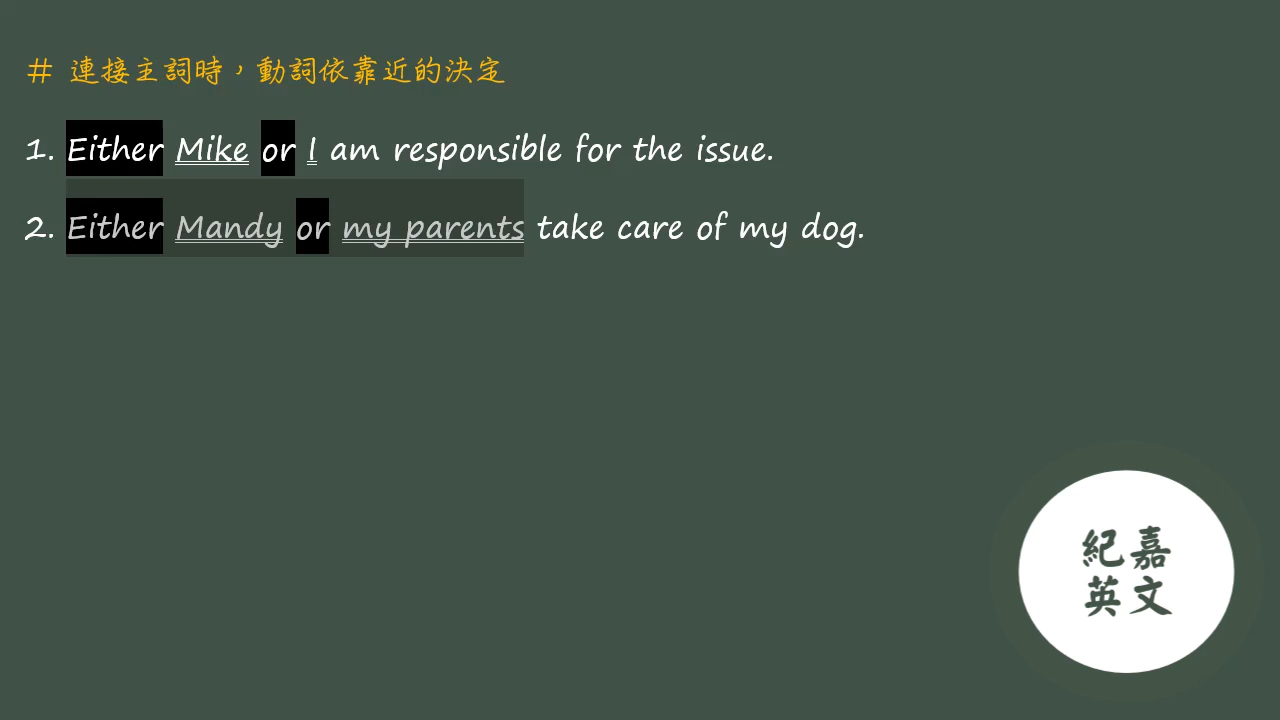 # 連接主詞時，動詞依靠近的決定
1. Either Mike or I am responsible for the issue.
2. Either Mandy or my parents take care of my dog.
紀嘉
英文